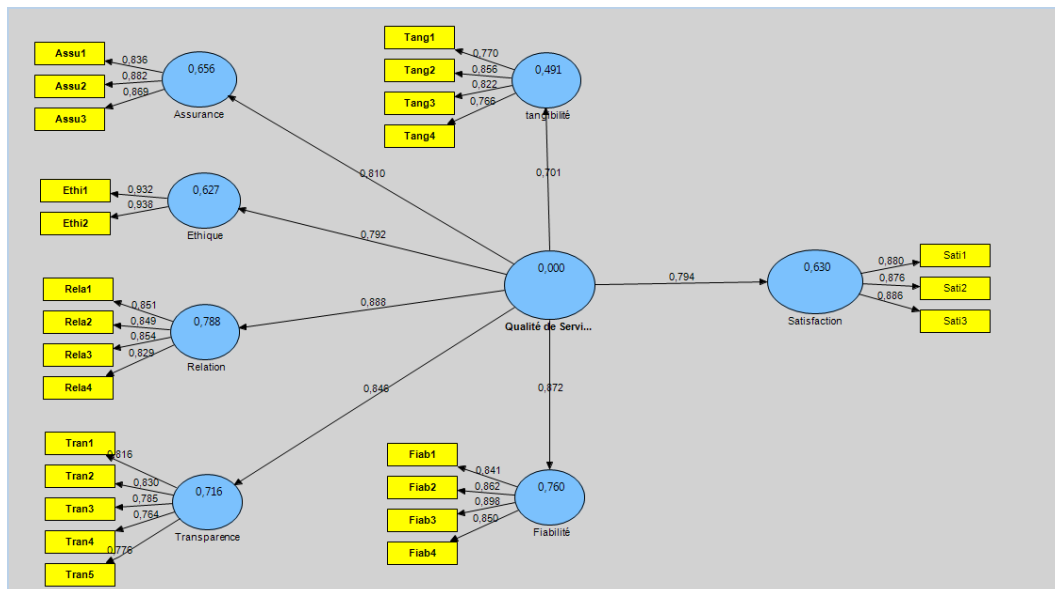 Assu1
0,836
Assu2
0,882
0,869
Assu3
0,656
Assurance
Tang1
0,770
Tang2
0,856
0,822
Tang3
0,766
Tang4
0,491
tangibilité
0,810
0,701
Ethi1
0,932
0,938
Ethi2
0,627
Ethique
0,792
Rela1
0,851
Rela2
0,849
0,854
Rela3
0,829
Rela4
0,788
Relation
0,888
0,000
Qualité de Servi...
0,794
0,630
Satisfaction
0,880
Sati1
0,876
Sati2
0,886
Sati3
0,846
0,872
Tran1
0,816
Tran2
0,830
0,785
Tran3
0,764
Tran4
0,776
Tran5
0,716
Transparence
Fiab1
0,841
Fiab2
0,862
0,898
Fiab3
0,850
Fiab4
0,760
Fiabilité